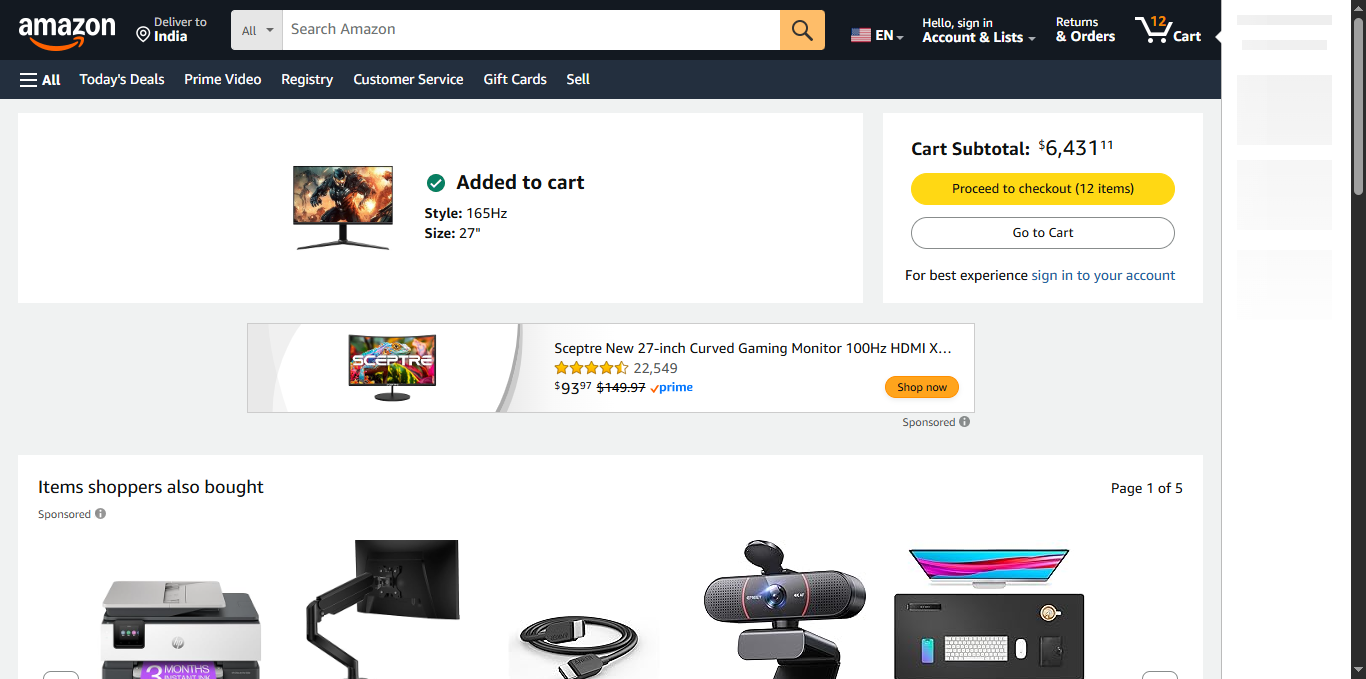 amazon
Deliver to
India
All
Search Amazon
EN
Hello, sign in
Account & Lists
Returns
& Orders
12
Cart
All
Today's Deals
Prime Video
Registry
Customer Service
Gift Cards
Sell
Added to cart
Style: 165Hz
Size: 27"
Cart Subtotal: $6,431.11
Proceed to checkout (12 items)
Go to Cart
For best experience sign in to your account
SCEPTRE
Sceptre New 27-inch Curved Gaming Monitor 100Hz HDMI X…
22,549
$93.97 $149.97 prime
Shop now
Sponsored
Items shoppers also bought
Page 1 of 5
Sponsored
hp
3 MONTHS
INSTANT INK